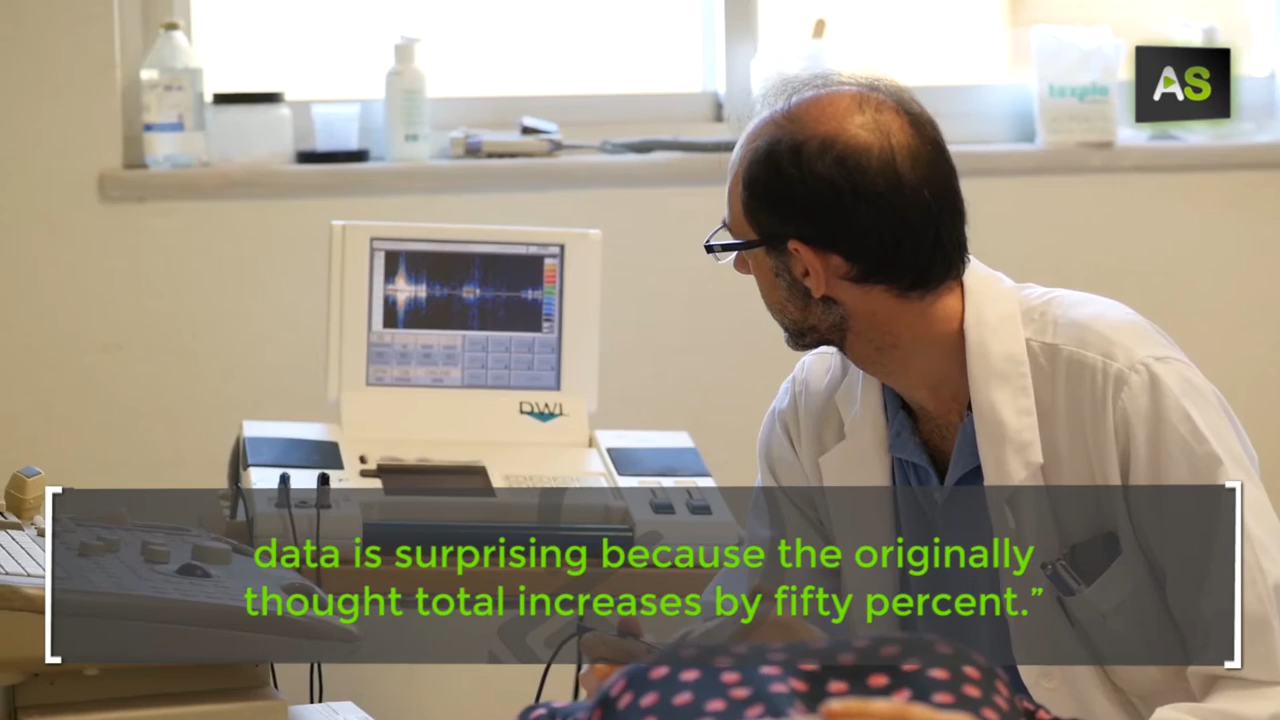 AS
DWL
data is surprising because the originally
thought total increases by fifty percent.”